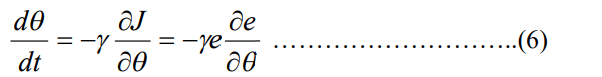 dθ/dt = −γ ∂J/∂θ = −γe ∂e/∂θ ………………………..(6)